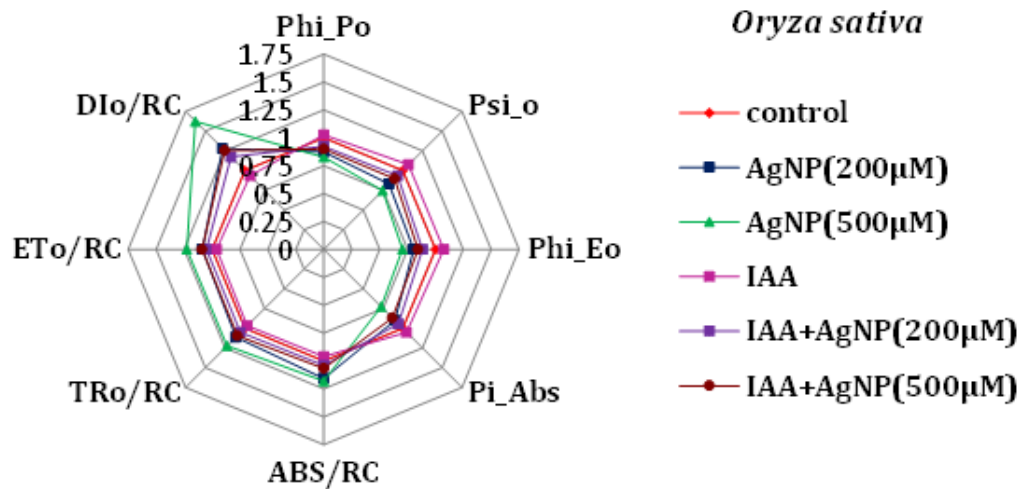 Phi_Po
Oryza sativa
1.75
1.5
1.25
1
0.75
0.5
0.25
0
DIo/RC
Psi_o
ETo/RC
Phi_Eo
TRo/RC
Pi_Abs
ABS/RC
control
AgNP(200µM)
AgNP(500µM)
IAA
IAA+AgNP(200µM)
IAA+AgNP(500µM)